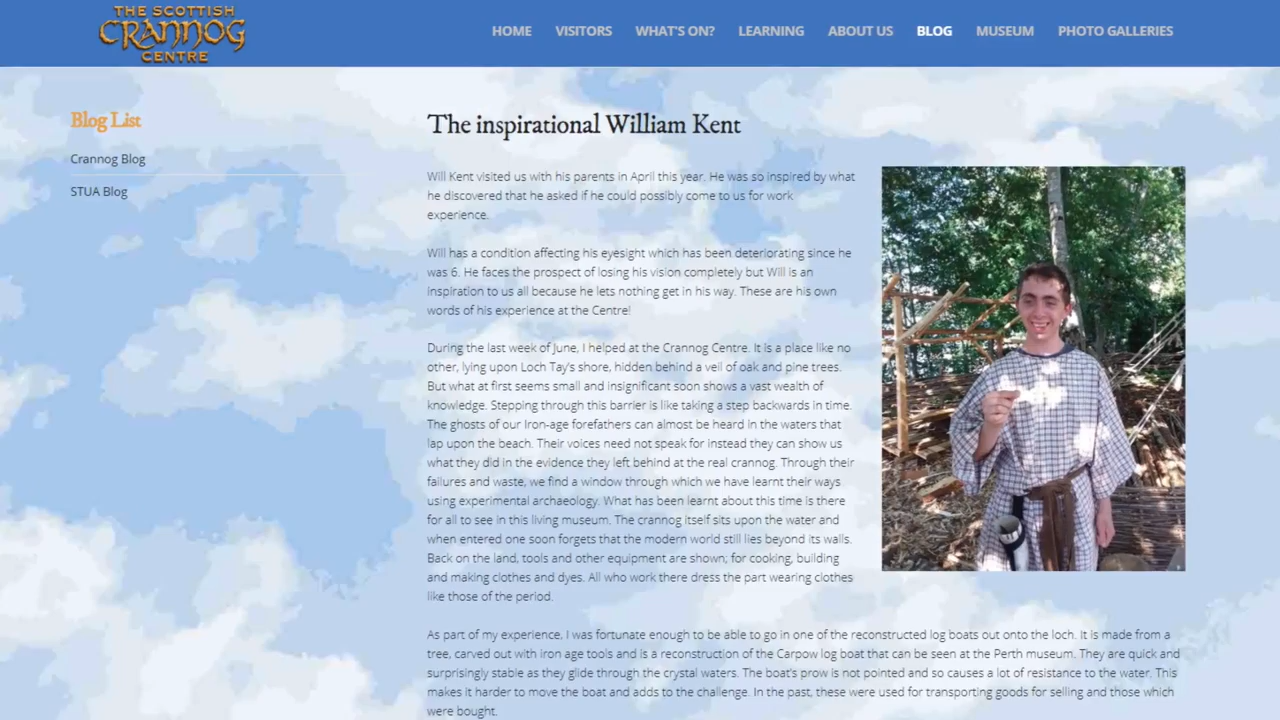 THE SCOTTISH
CRANNOG
CENTRE
HOME VISITORS WHAT'S ON? LEARNING ABOUT US BLOG MUSEUM PHOTO GALLERIES
Blog List
Crannog Blog
STUA Blog
The inspirational William Kent
Will Kent visited us with his parents in April this year. He was so inspired by what
he discovered that he asked if he could possibly come to us for work
experience.
Will has a condition affecting his eyesight which has been deteriorating since he
was 6. He faces the prospect of losing his vision completely but Will is an
inspiration to us all because he lets nothing get in his way. These are his own
words of his experience at the Centre!
During the last week of June, I helped at the Crannog Centre. It is a place like no
other, lying upon Loch Tay's shore, hidden behind a veil of oak and pine trees.
But what at first seems small and insignificant soon shows a vast wealth of
knowledge. Stepping through this barrier is like taking a step backwards in time.
The ghosts of our Iron-age forefathers can almost be heard in the waters that
lap upon the beach. Their voices need not speak for instead they can show us
what they did in the evidence they left behind at the real crannog. Through their
failures and waste, we find a window through which we have learnt their ways
using experimental archaeology. What has been learnt about this time is there
for all to see in this living museum. The crannog itself sits upon the water and
when entered one soon forgets that the modern world still lies beyond its walls.
Back on the land, tools and other equipment are shown; for cooking, building
and making clothes and dyes. All who work there dress the part wearing clothes
like those of the period.
As part of my experience, I was fortunate enough to be able to go in one of the reconstructed log boats out onto the loch. It is made from a
tree, carved out with iron age tools and is a reconstruction of the Carpow log boat that can be seen at the Perth museum. They are quick and
surprisingly stable as they glide through the crystal waters. The boat's prow is not pointed and so causes a lot of resistance to the water. This
makes it harder to move the boat and adds to the challenge. In the past, these were used for transporting goods for selling and those which
were bought.